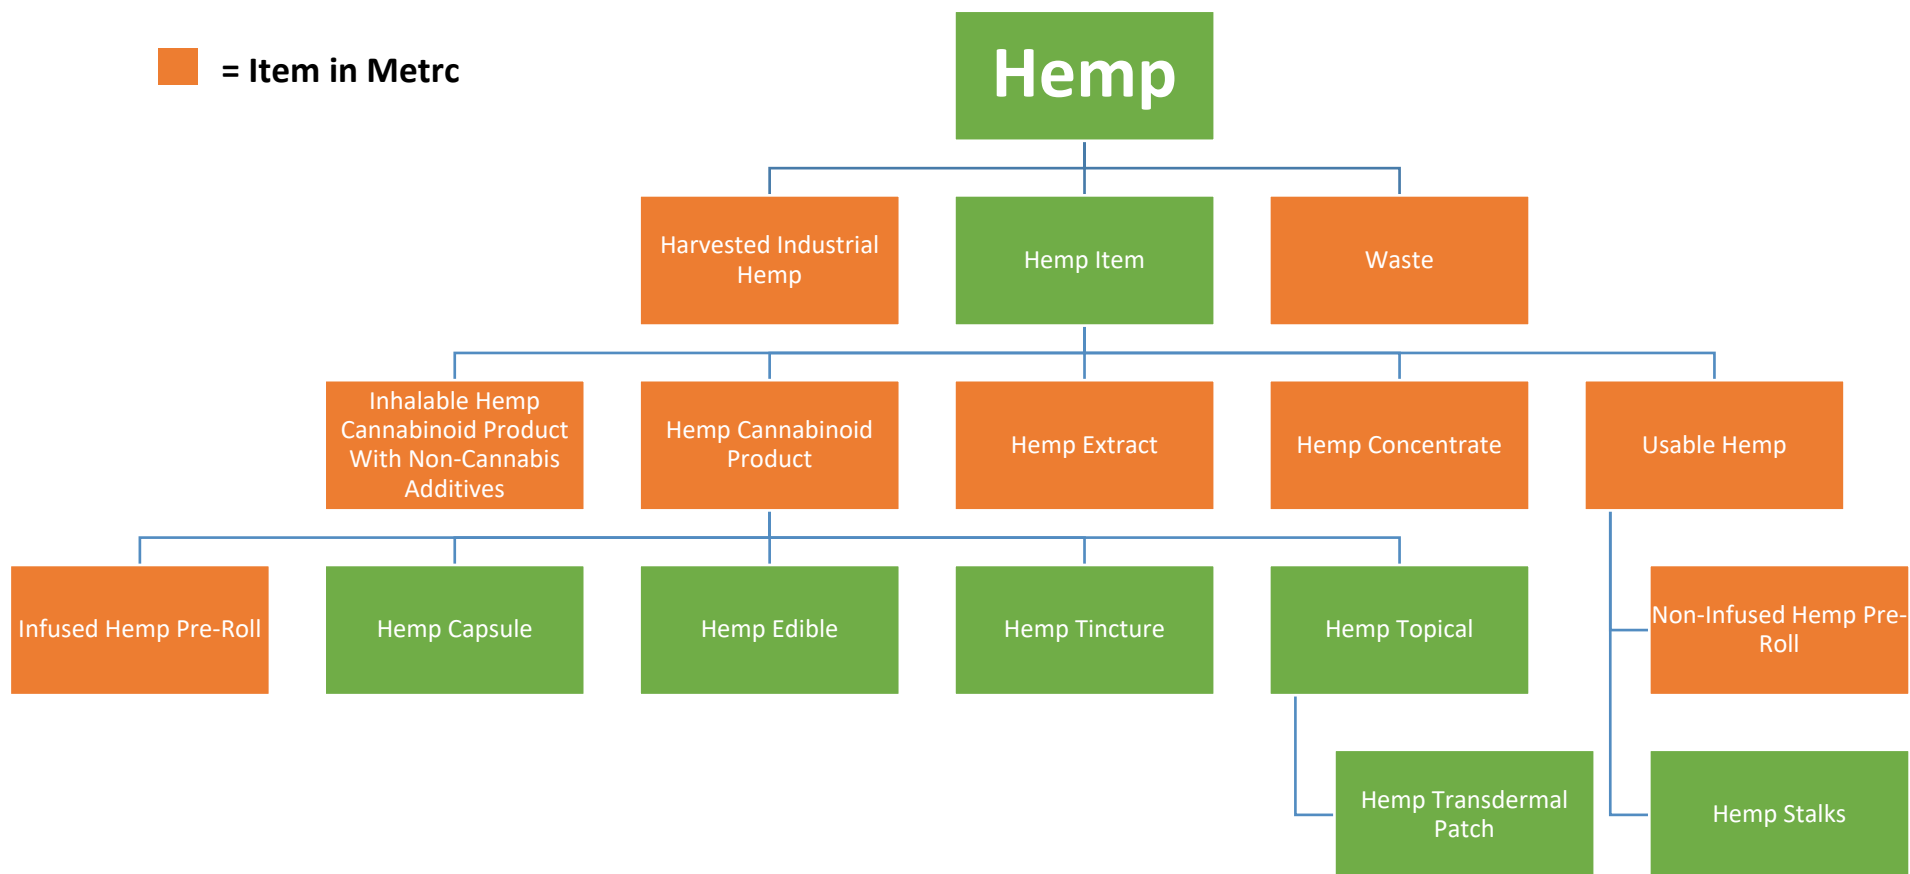 = Item in Metrc
Hemp
Harvested Industrial
Hemp
Hemp Item
Waste
Inhalable Hemp
Cannabinoid Product
With Non-Cannabis
Additives
Hemp Cannabinoid
Product
Hemp Extract
Hemp Concentrate
Usable Hemp
Infused Hemp Pre-Roll
Hemp Capsule
Hemp Edible
Hemp Tincture
Hemp Topical
Non-Infused Hemp Pre-
Roll
Hemp Transdermal
Patch
Hemp Stalks